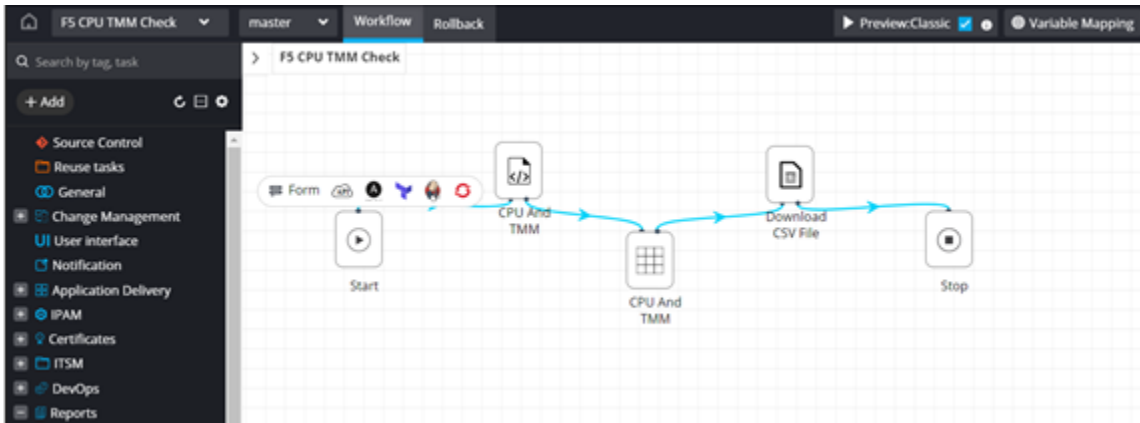 F5 CPU TMM Check
master
Workflow
Rollback
Preview:Classic
Variable Mapping
Search by tag, task
F5 CPU TMM Check
+ Add
Source Control
Reuse tasks
General
Change Management
User interface
Notification
Application Delivery
IPAM
Certificates
ITSM
DevOps
Reports
Form
CPU And
TMM
Start
CPU And
TMM
Download
CSV File
Stop